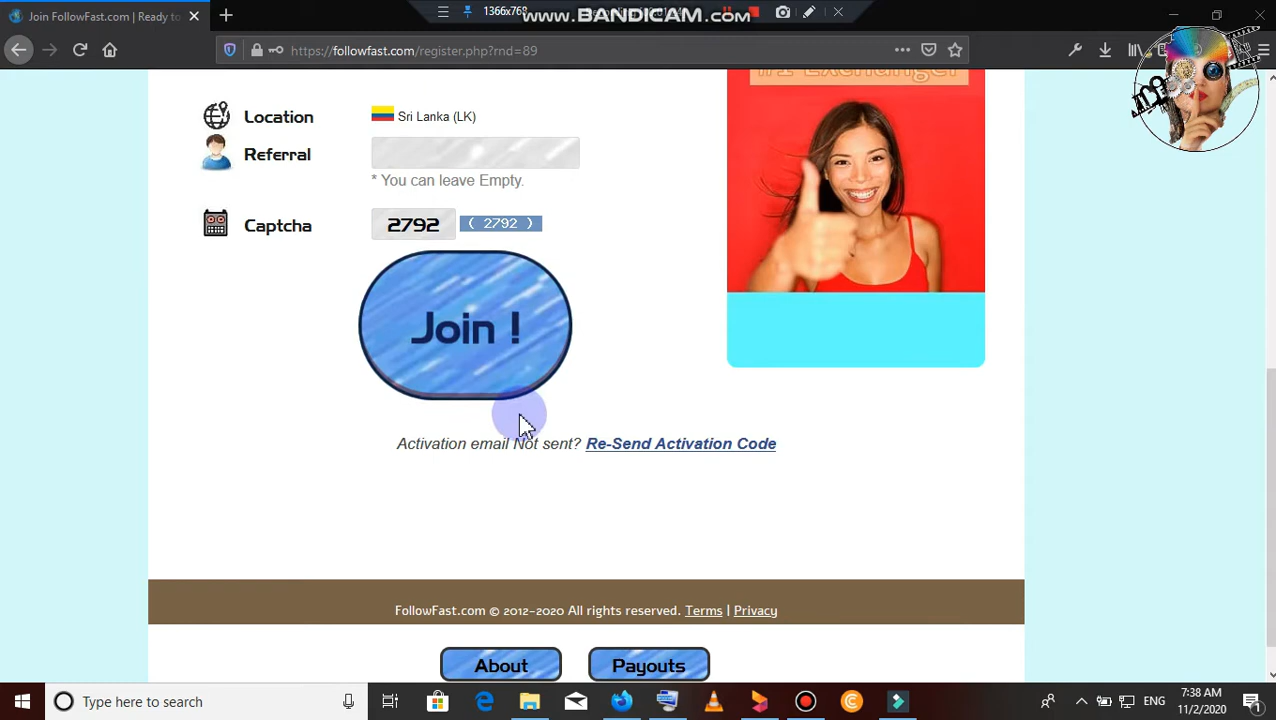 Join FollowFast.com | Ready to
1366x768
www.BANDICAM.com
https://followfast.com/register.php?rnd=89
#1 Exchanger
Location
Sri Lanka (LK)
Referral
* You can leave Empty.
Captcha
2792
( 2792 )
Join !
Activation email Not sent? Re-Send Activation Code
FollowFast.com © 2012-2020 All rights reserved. Terms | Privacy
About
Payouts
Type here to search
ENG
7:38 AM
11/2/2020